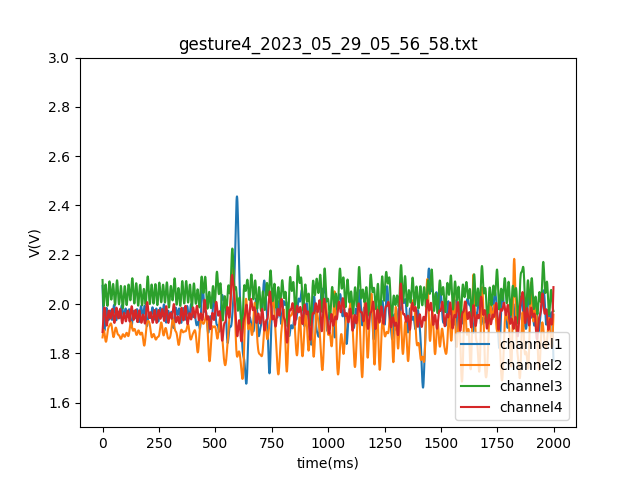 gesture4_2023_05_29_05_56_58.txt
3.0
2.8
2.6
2.4
2.2
2.0
1.8
1.6
V(V)
channel1
channel2
channel3
channel4
0 250 500 750 1000 1250 1500 1750 2000
time(ms)